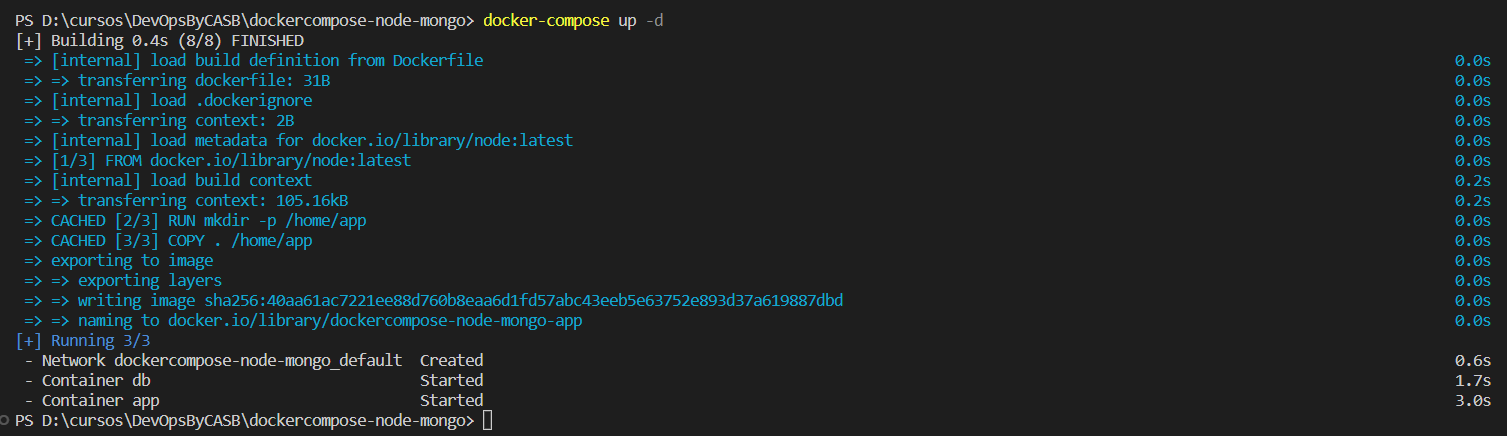 PS D:\cursos\DevOpsByCASB\dockercompose-node-mongo> docker-compose up -d
[+] Building 0.4s (8/8) FINISHED
=> [internal] load build definition from Dockerfile 0.0s
=> => transferring dockerfile: 31B 0.0s
=> [internal] load .dockerignore 0.0s
=> => transferring context: 2B 0.0s
=> [internal] load metadata for docker.io/library/node:latest 0.0s
=> [1/3] FROM docker.io/library/node:latest 0.0s
=> [internal] load build context 0.2s
=> => transferring context: 105.16kB 0.2s
=> CACHED [2/3] RUN mkdir -p /home/app 0.0s
=> CACHED [3/3] COPY . /home/app 0.0s
=> exporting to image 0.0s
=> => exporting layers 0.0s
=> => writing image sha256:40aa61ac7221ee88d760b8eaa6d1fd57abc43eeb5e63752e893d37a619887dbd 0.0s
=> => naming to docker.io/library/dockercompose-node-mongo-app 0.0s
[+] Running 3/3
- Network dockercompose-node-mongo_default Created 0.6s
- Container db Started 1.7s
- Container app Started 3.0s
PS D:\cursos\DevOpsByCASB\dockercompose-node-mongo>